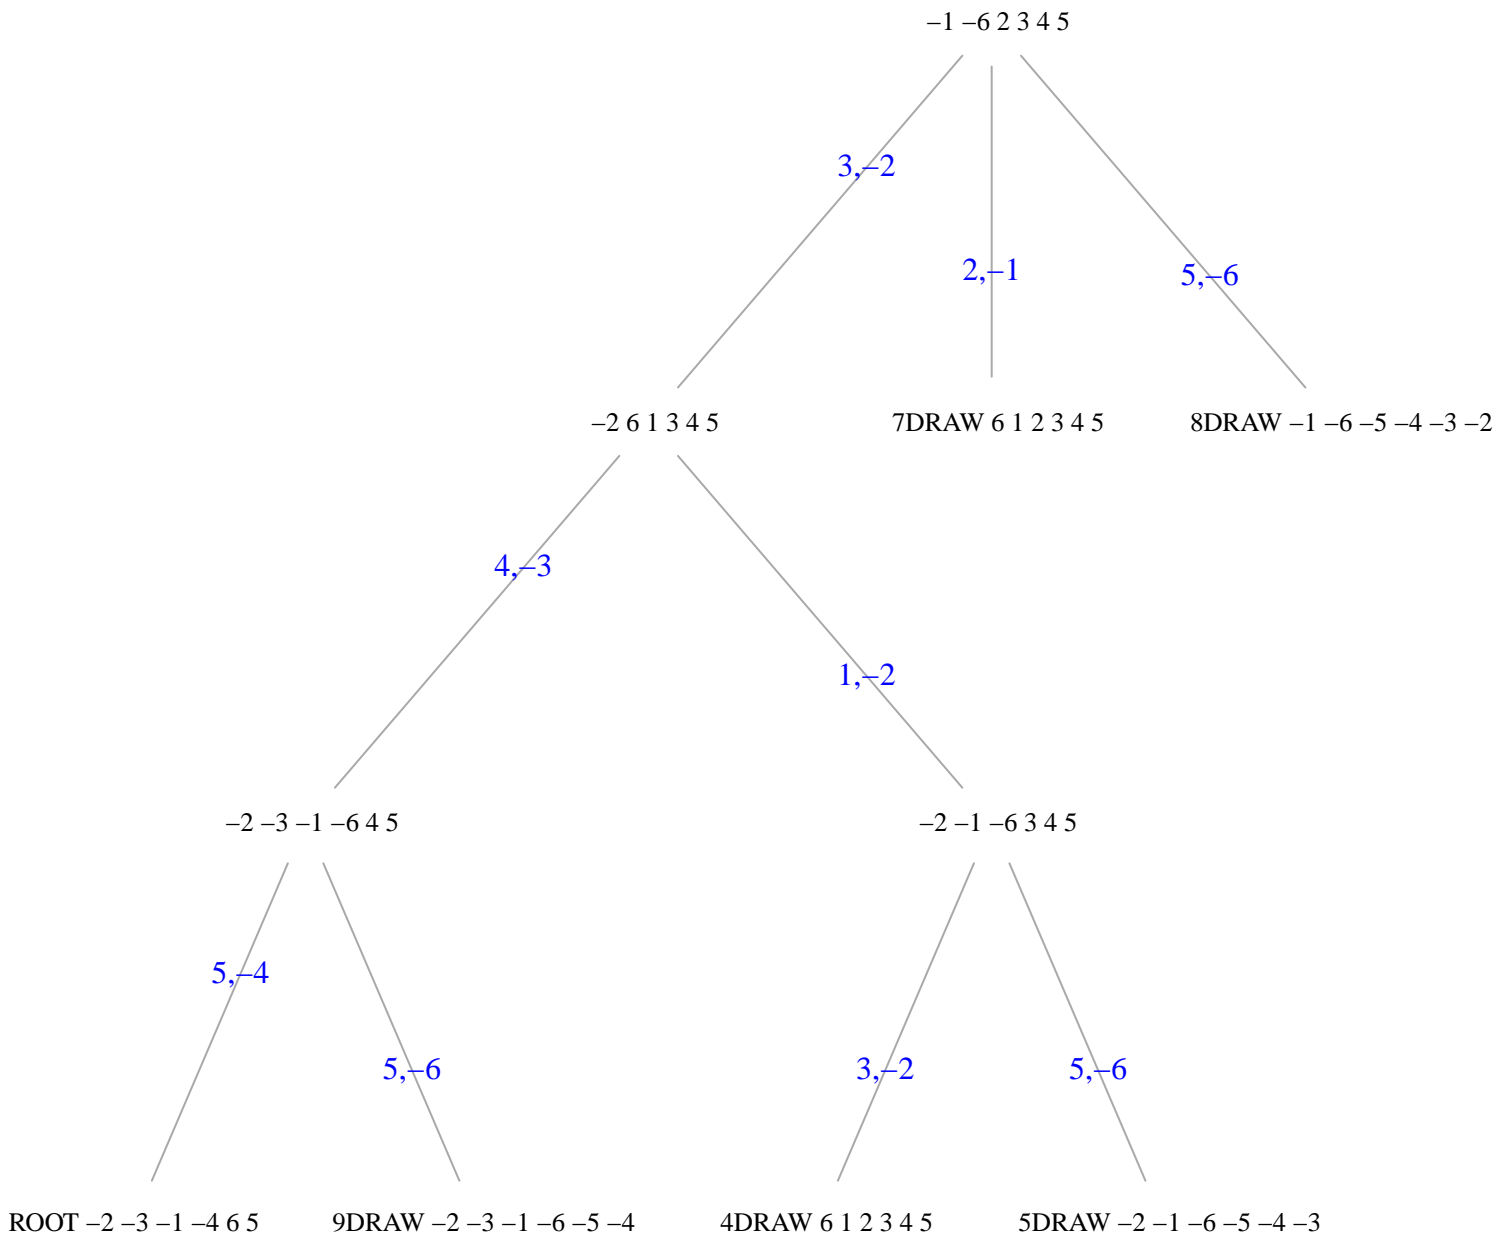 –1 –6 2 3 4 5
3,–2
2,–1
5,–6
–2 6 1 3 4 5
7DRAW 6 1 2 3 4 5
8DRAW –1 –6 –5 –4 –3 –2
4,–3
1,–2
–2 –3 –1 –6 4 5
–2 –1 –6 3 4 5
5,–4
5,–6
3,–2
5,–6
ROOT –2 –3 –1 –4 6 5
9DRAW –2 –3 –1 –6 –5 –4
4DRAW 6 1 2 3 4 5
5DRAW –2 –1 –6 –5 –4 –3